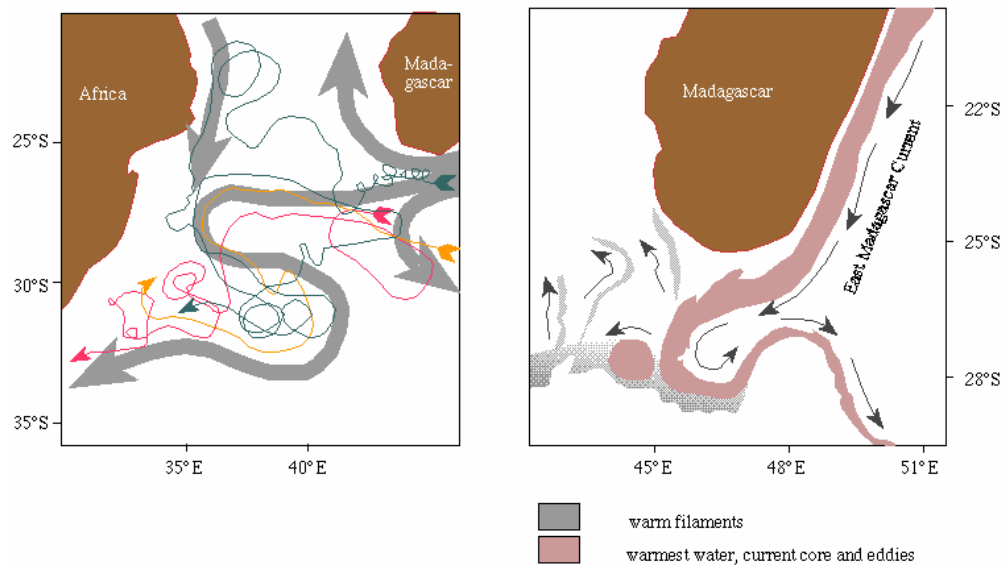 Africa
Mada-
gascar
25°S
30°S
35°S
35°E
40°E
Madagascar
East Madagascar Current
22°S
25°S
28°S
45°E
48°E
51°E
warm filaments
warmest water, current core and eddies